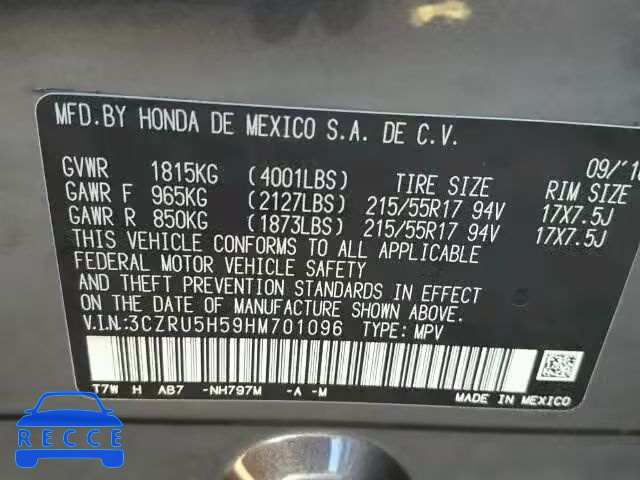 MFD.BY HONDA DE MEXICO S.A. DE C.V.
09/'16
GVWR 1815KG (4001LBS) TIRE SIZE RIM SIZE
GAWR F 965KG (2127LBS) 215/55R17 94V 17X7.5J
GAWR R 850KG (1873LBS) 215/55R17 94V 17X7.5J
THIS VEHICLE CONFORMS TO ALL APPLICABLE
FEDERAL MOTOR VEHICLE SAFETY
AND THEFT PREVENTION STANDARDS IN EFFECT
ON THE DATE OF MANUFACTURE SHOWN ABOVE.
V.I.N.:3CZRU5H59HM701096 TYPE: MPV
T7W H AB7 -NH797M -A -M
MADE IN MEXICO
RECCE